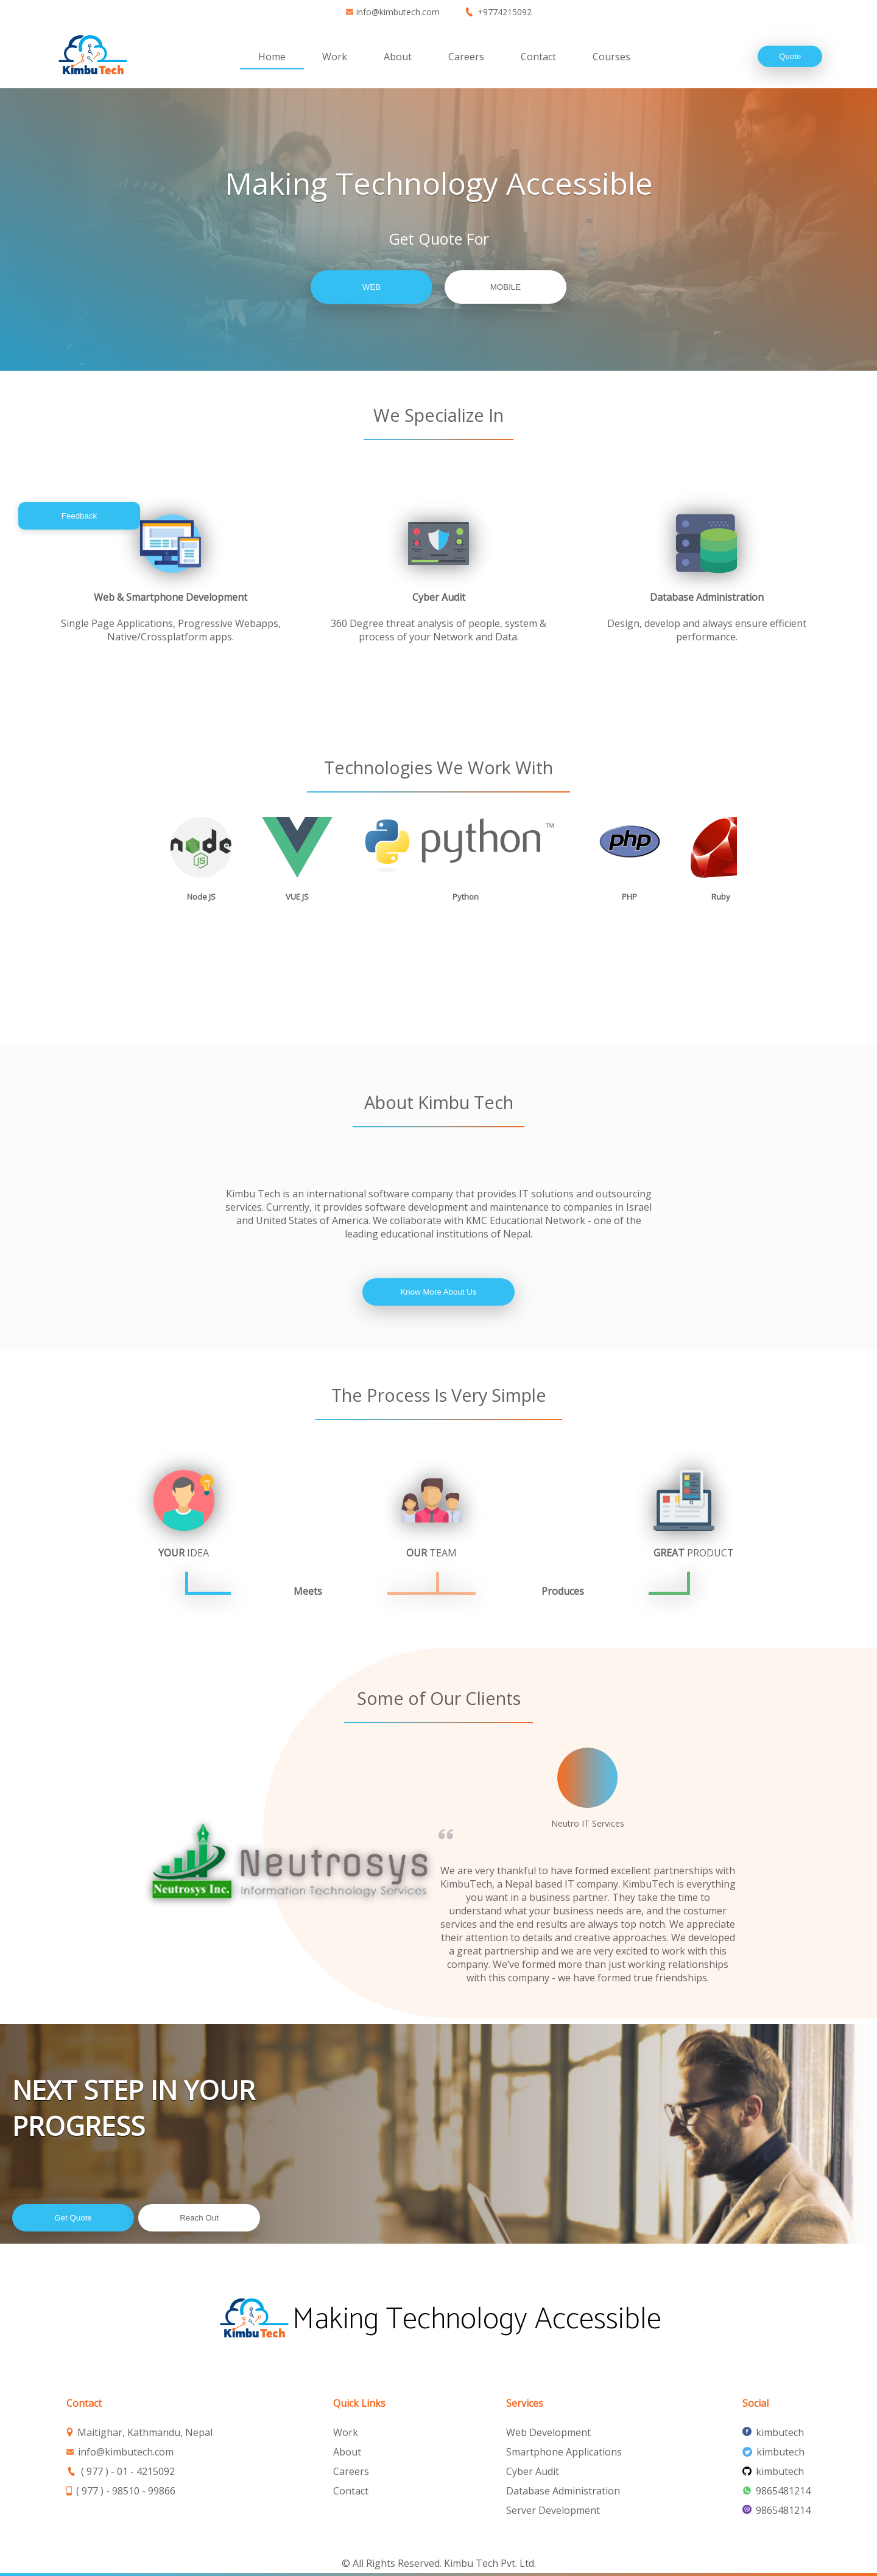 info@kimbutech.com +9774215092
KimbuTech
Home Work About Careers Contact Courses
Quote
Making Technology Accessible
Get Quote For
WEB MOBILE
We Specialize In
Feedback
Web & Smartphone Development
Single Page Applications, Progressive Webapps,
Native/Crossplatform apps.
Cyber Audit
360 Degree threat analysis of people, system &
process of your Network and Data.
Database Administration
Design, develop and always ensure efficient
performance.
Technologies We Work With
node
JS
python™
php
Node JS VUE JS Python PHP Ruby
About Kimbu Tech
Kimbu Tech is an international software company that provides IT solutions and outsourcing
services. Currently, it provides software development and maintenance to companies in Israel
and United States of America. We collaborate with KMC Educational Network - one of the
leading educational institutions of Nepal.
Know More About Us
The Process Is Very Simple
YOUR IDEA OUR TEAM GREAT PRODUCT
Meets Produces
Some of Our Clients
Neutro IT Services
Neutrosys
Information Technology Services
Neutrosys Inc.
“
We are very thankful to have formed excellent partnerships with
KimbuTech, a Nepal based IT company. KimbuTech is everything
you want in a business partner. They take the time to
understand what your business needs are, and the costumer
services and the end results are always top notch. We appreciate
their attention to details and creative approaches. We developed
a great partnership and we are very excited to work with this
company. We’ve formed more than just working relationships
with this company - we have formed true friendships.
NEXT STEP IN YOUR
PROGRESS
Get Quote Reach Out
KimbuTech Making Technology Accessible
Contact
Maitighar, Kathmandu, Nepal
info@kimbutech.com
( 977 ) - 01 - 4215092
( 977 ) - 98510 - 99866
Quick Links
Work
About
Careers
Contact
Services
Web Development
Smartphone Applications
Cyber Audit
Database Administration
Server Development
Social
kimbutech
kimbutech
kimbutech
9865481214
9865481214
© All Rights Reserved. Kimbu Tech Pvt. Ltd.